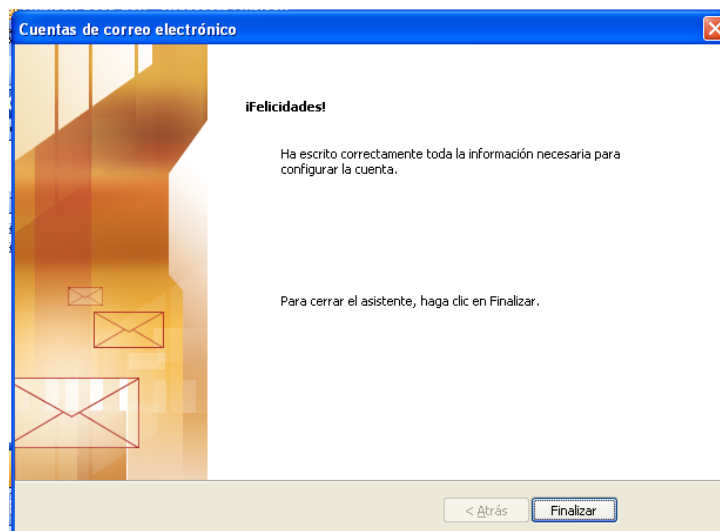 Cuentas de correo electrónico
¡Felicidades!
Ha escrito correctamente toda la información necesaria para
configurar la cuenta.
Para cerrar el asistente, haga clic en Finalizar.
< Atrás
Finalizar